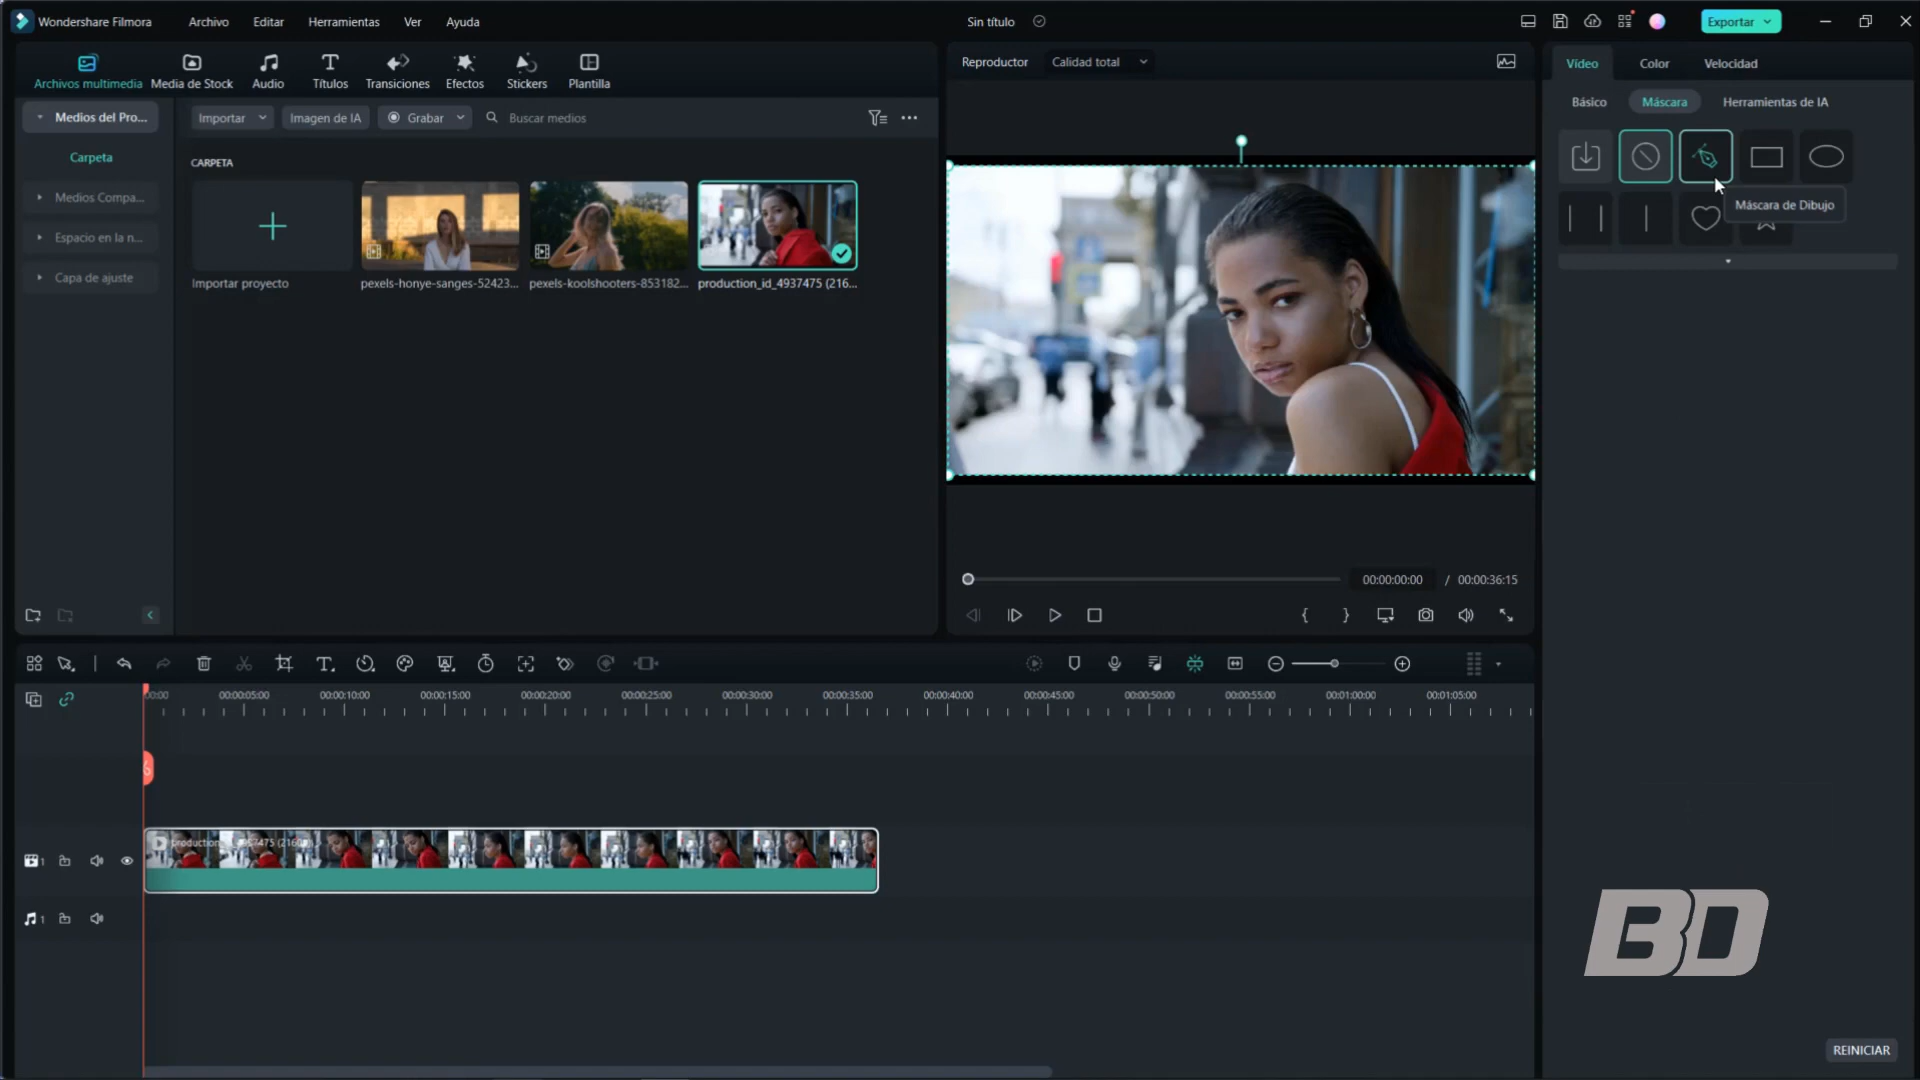 Wondershare Filmora
Archivo
Editar
Herramientas
Ver
Ayuda
Sin título
Exportar
Archivos multimedia
Media de Stock
Audio
Títulos
Transiciones
Efectos
Stickers
Plantilla
Reproductor
Calidad total
Vídeo
Color
Velocidad
Básico
Máscara
Herramientas de IA
Medios del Pro...
Importar
Imagen de IA
Grabar
Buscar medios
Carpeta
CARPETA
Medios Compa...
Espacio en la n...
Capa de ajuste
Importar proyecto
pexels-honye-sanges-52423...
pexels-koolshooters-853182...
production_id_4937475 (216...
Máscara de Dibujo
00:00:00:00 / 00:00:36:15
:00:00
00:00:05:00
00:00:10:00
00:00:15:00
00:00:20:00
00:00:25:00
00:00:30:00
00:00:35:00
00:00:40:00
00:00:45:00
00:00:50:00
00:00:55:00
00:01:00:00
00:01:05:00
1
1
BD
REINICIAR